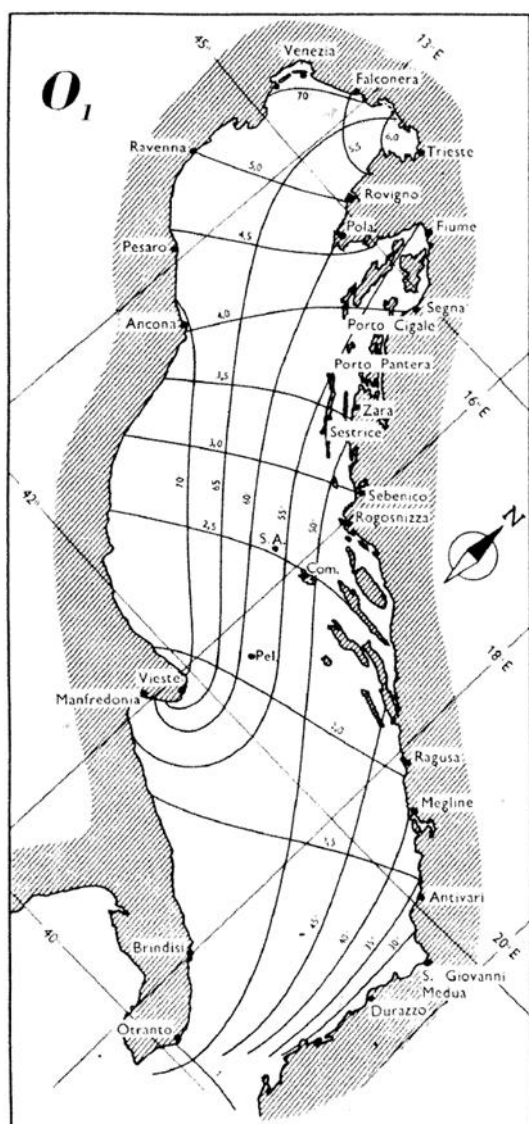 O₁
45°
Venezia
13°E
Falconera
70
5,5
6,0
Ravenna
Trieste
5,0
Rovigno
Pola
Fiume
4,5
Pesaro
Segna
4,0
Ancona
Porto Cigale
Porto Pantera
3,5
16°E
Zara
Sestrice
3,0
70
65
60
55°
50°
Sebenico
42°
2,5
Rogosnizza
S. A.
N
Com.
Pel.
18°E
Vieste
Manfredonia
2,0
Ragusa
Megline
1,5
Antivari
40
45°
40°
35°
30°
20°E
Brindisi
S. Giovanni
Medua
Durazzo
Otranto